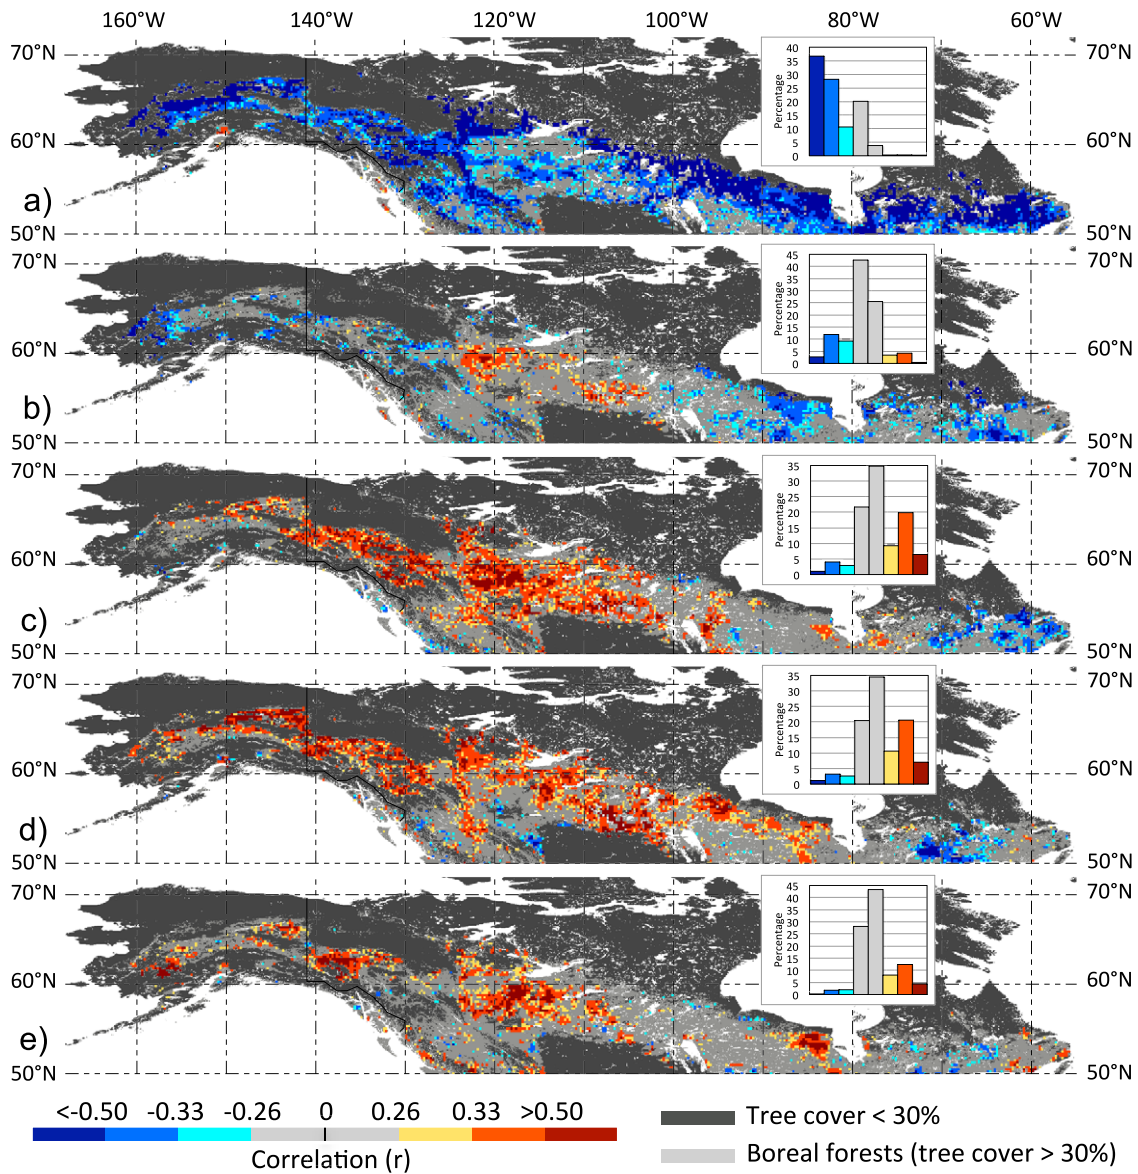 160°W 140°W 120°W 100°W 80°W 60°W
70°N 70°N
60°N 60°N
50°N 50°N
a)
Percentage
40
35
30
25
20
15
10
5
0
70°N 70°N
60°N 60°N
50°N 50°N
b)
Percentage
45
40
35
30
25
20
15
10
5
0
70°N 70°N
60°N 60°N
50°N 50°N
c)
Percentage
35
30
25
20
15
10
5
0
70°N 70°N
60°N 60°N
50°N 50°N
d)
Percentage
35
30
25
20
15
10
5
0
70°N 70°N
60°N 60°N
50°N 50°N
e)
Percentage
45
40
35
30
25
20
15
10
5
0
<-0.50 -0.33 -0.26 0 0.26 0.33 >0.50
Correlation (r)
Tree cover < 30%
Boreal forests (tree cover > 30%)